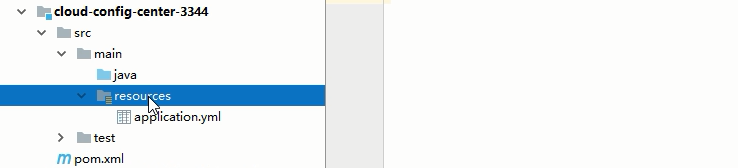 cloud-config-center-3344
src
main
java
resources
application.yml
test
pom.xml